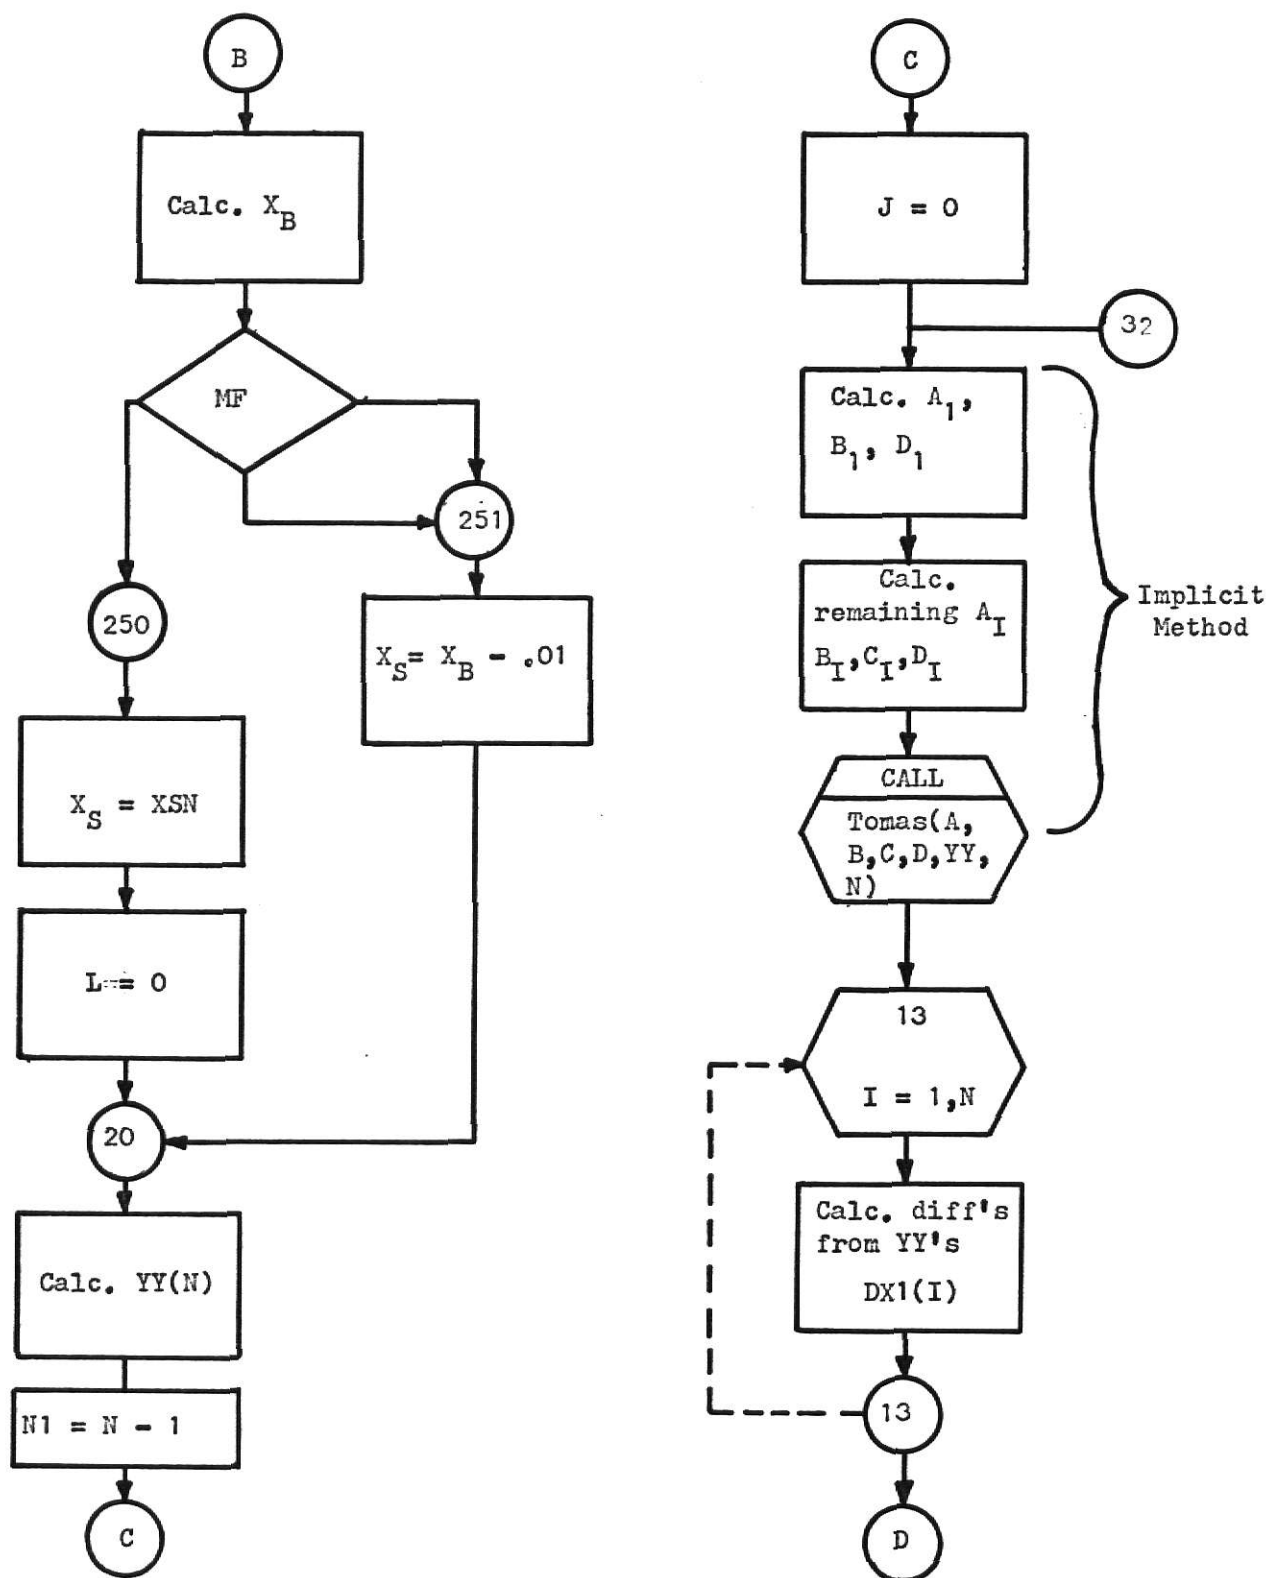 B
Calc. X_B
MF
251
250
X_S= X_B - .01
X_S = XSN
L = 0
20
Calc. YY(N)
N1 = N - 1
C
C
J = 0
32
Calc. A_1,
B_1, D_1
Calc.
remaining A_I
B_I,C_I,D_I
Implicit
Method
CALL
Tomas(A,
B,C,D,YY,
N)
13
I = 1,N
Calc. diff's
from YY's
DX1(I)
13
D